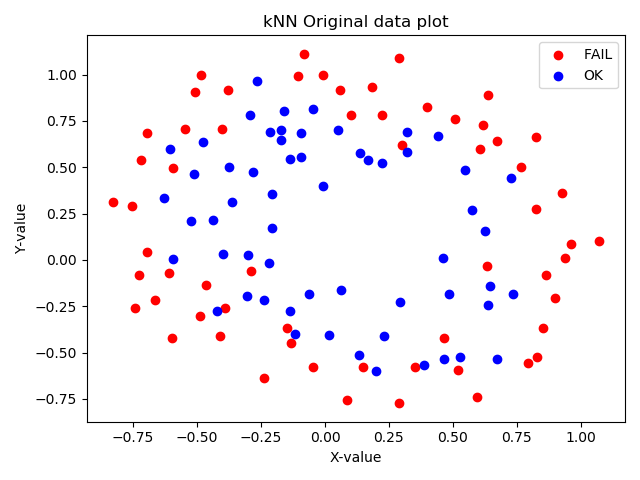 kNN Original data plot
FAIL
OK
1.00
0.75
0.50
0.25
0.00
−0.25
−0.50
−0.75
Y-value
−0.75 −0.50 −0.25 0.00 0.25 0.50 0.75 1.00
X-value